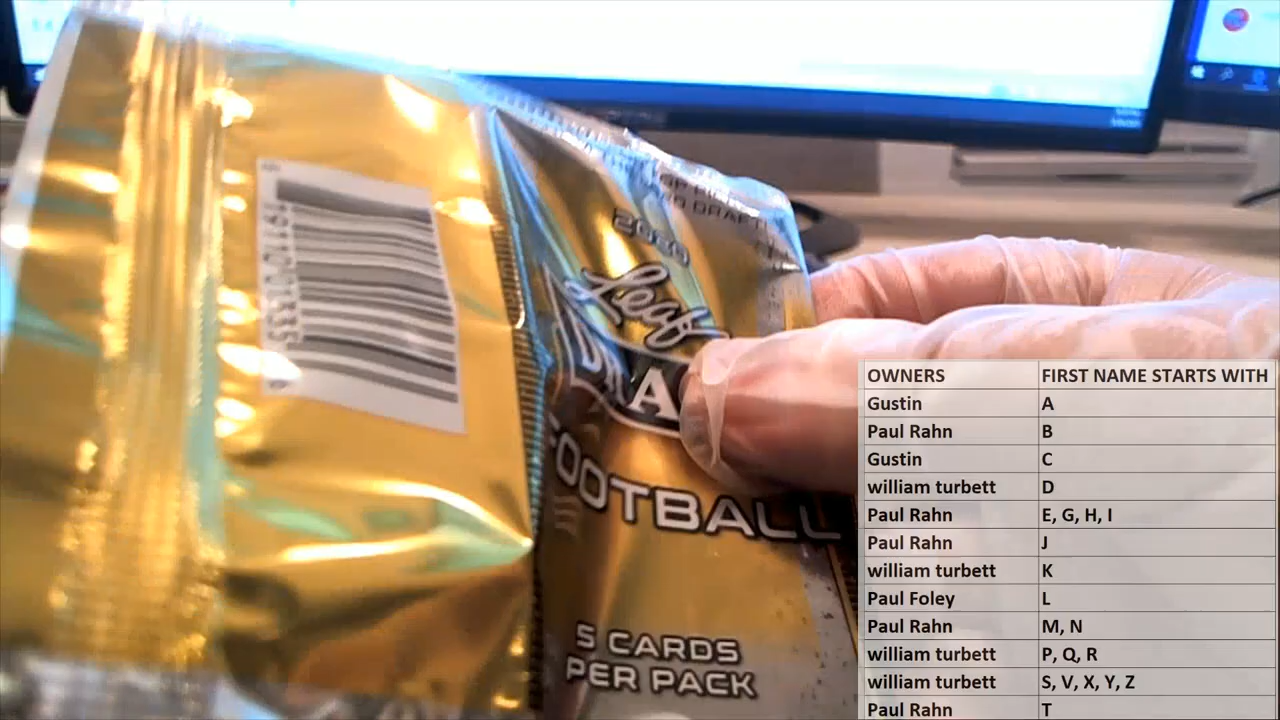 2020
Leaf
DRAFT
FOOTBALL
5 CARDS
PER PACK
OWNERS FIRST NAME STARTS WITH
Gustin A
Paul Rahn B
Gustin C
william turbett D
Paul Rahn E, G, H, I
Paul Rahn J
william turbett K
Paul Foley L
Paul Rahn M, N
william turbett P, Q, R
william turbett S, V, X, Y, Z
Paul Rahn T